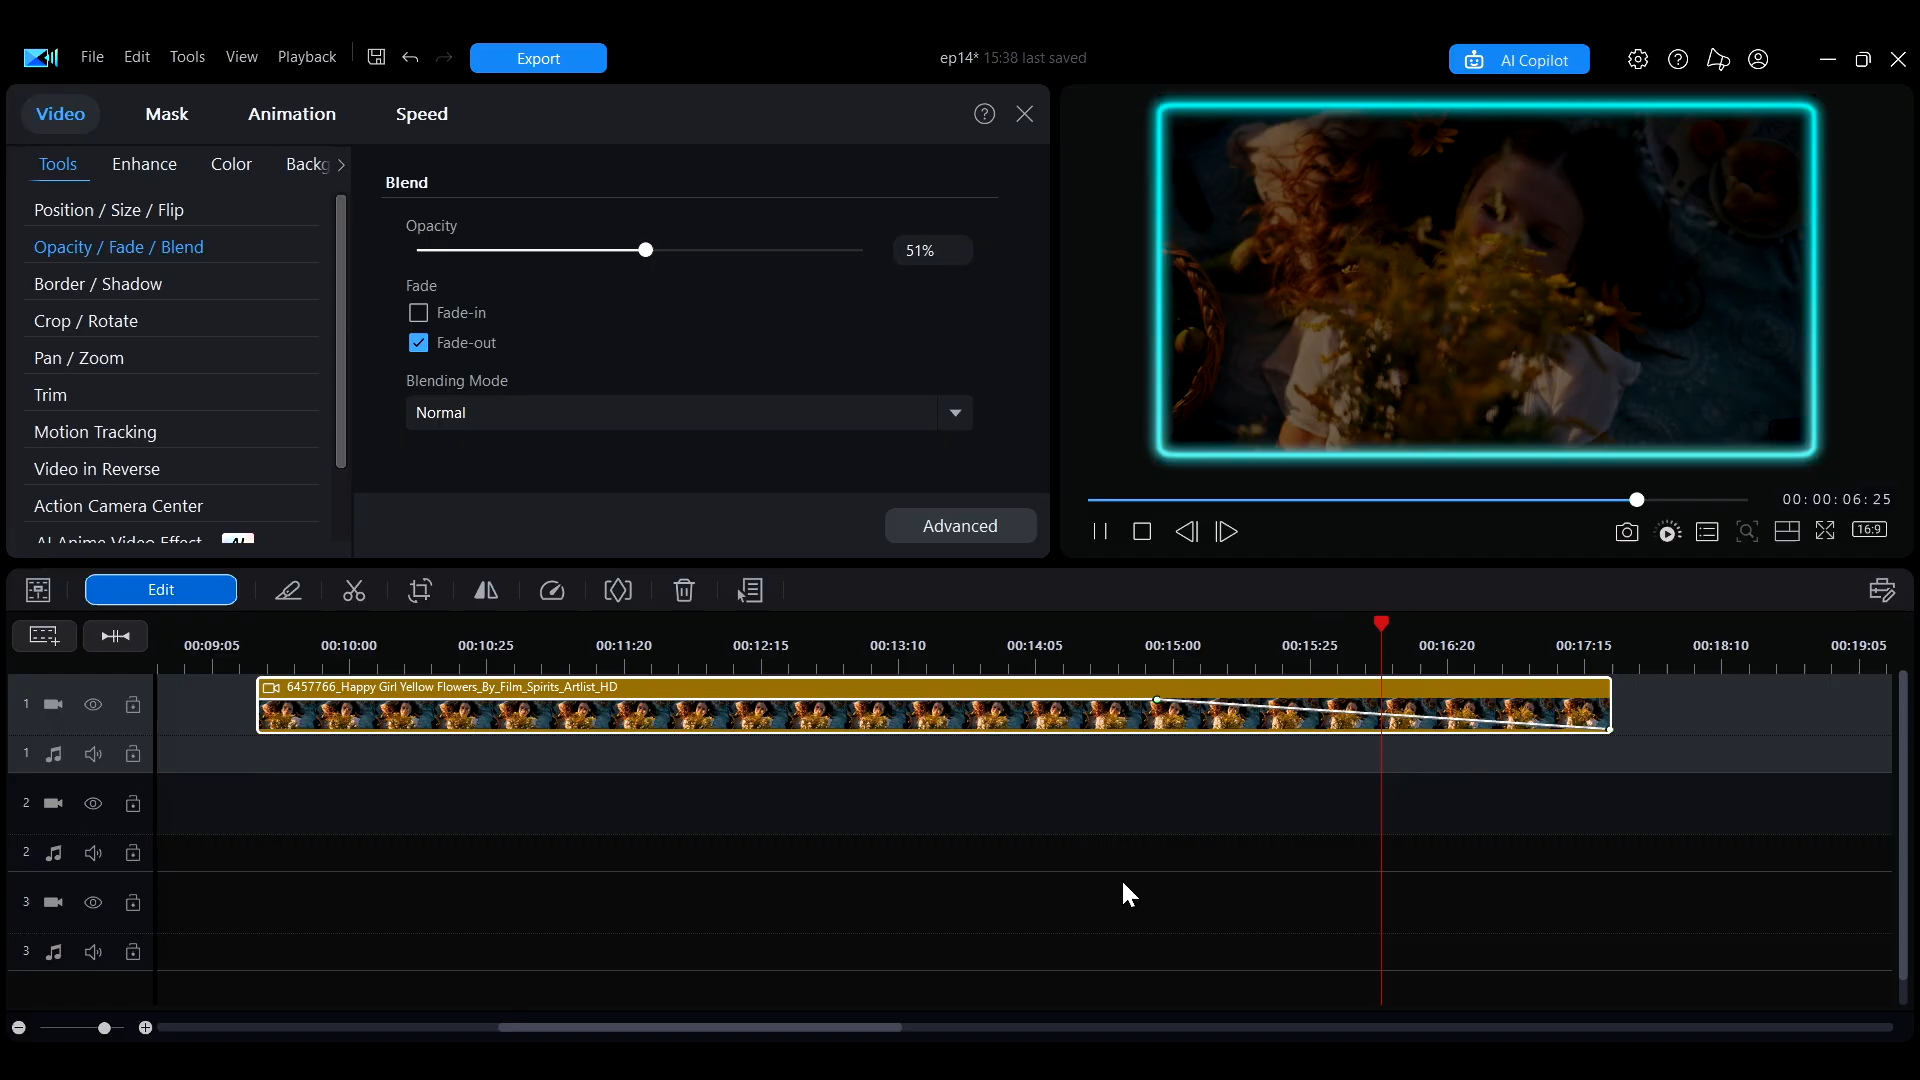 File Edit Tools View Playback Export ep14* 15:38 last saved AI Copilot
Video Mask Animation Speed
Tools Enhance Color Backg
Blend
Position / Size / Flip
Opacity
Opacity / Fade / Blend
51%
Border / Shadow
Fade
Fade-in
Crop / Rotate
Fade-out
Pan / Zoom
Blending Mode
Trim
Normal
Motion Tracking
Video in Reverse
Action Camera Center
00:00:06:25
Advanced
16:9
AI Anime Video Effect AI
Edit
00:09:05 00:10:00 00:10:25 00:11:20 00:12:15 00:13:10 00:14:05 00:15:00 00:15:25 00:16:20 00:17:15 00:18:10 00:19:05
6457766_Happy Girl Yellow Flowers_By_Film_Spirits_Artlist_HD
1
1
2
2
3
3